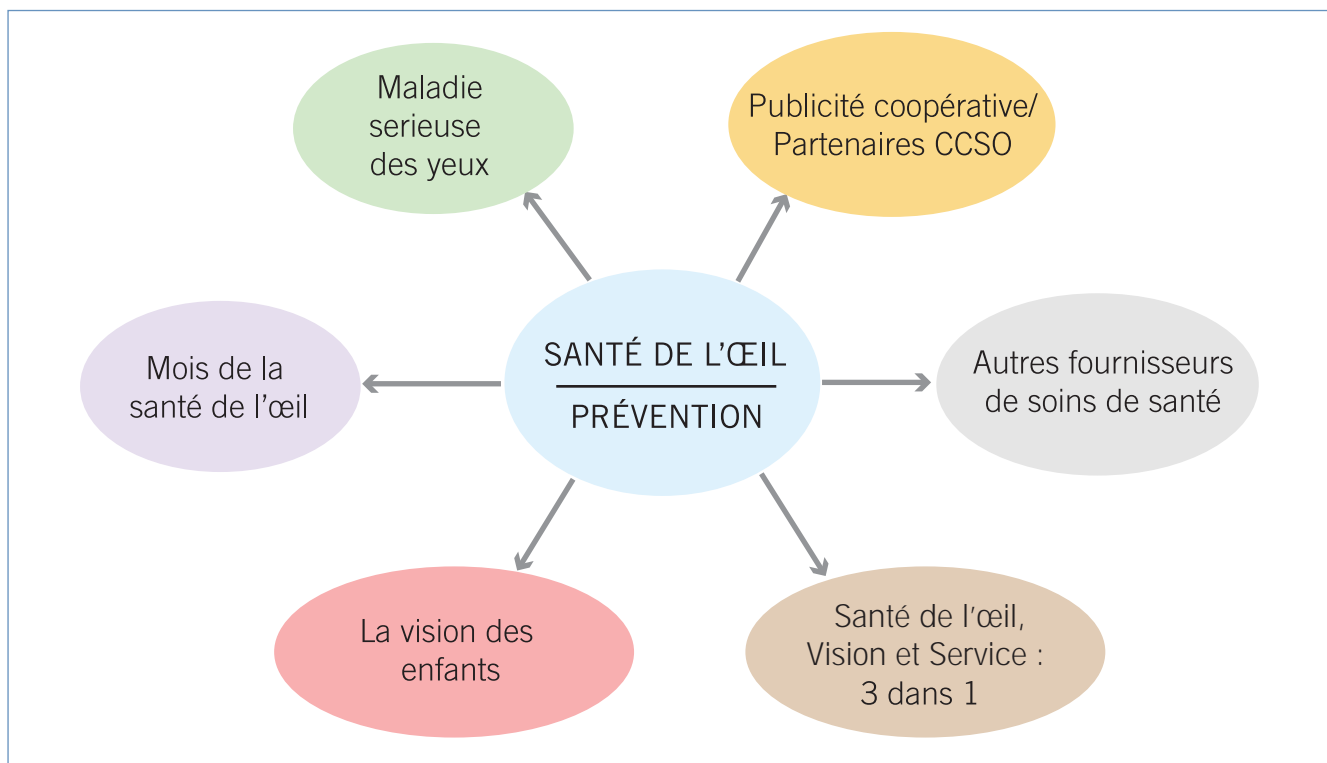 Maladie
serieuse
des yeux
Publicité coopérative/
Partenaires CCSO
Mois de la
santé de l'œil
SANTÉ DE L'ŒIL
PRÉVENTION
Autres fournisseurs
de soins de santé
La vision des
enfants
Santé de l'œil,
Vision et Service :
3 dans 1